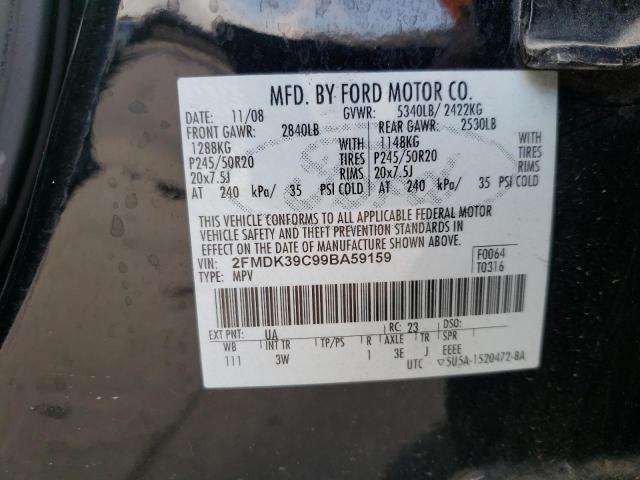 MFD. BY FORD MOTOR CO.
DATE: 11/08 GVWR: 5340LB/ 2422KG
FRONT GAWR: 2840LB REAR GAWR: 2530LB
1288KG WITH 1148KG WITH
P245/50R20 TIRES P245/50R20 TIRES
20x7.5J RIMS 20x7.5J RIMS
AT 240 kPa/ 35 PSI COLD AT 240 kPa/ 35 PSI COLD
THIS VEHICLE CONFORMS TO ALL APPLICABLE FEDERAL MOTOR
VEHICLE SAFETY AND THEFT PREVENTION STANDARDS IN
EFFECT ON THE DATE OF MANUFACTURE SHOWN ABOVE.
VIN: 2FMDK39C99BA59159 F0064
TYPE: MPV T0316
EXT PNT: UA RC: 23 DSO:
WB INT TR TP/PS R AXLE TR SPR
111 3W 1 3E J EEEE
UTC ▽5U5A-1520472-BA